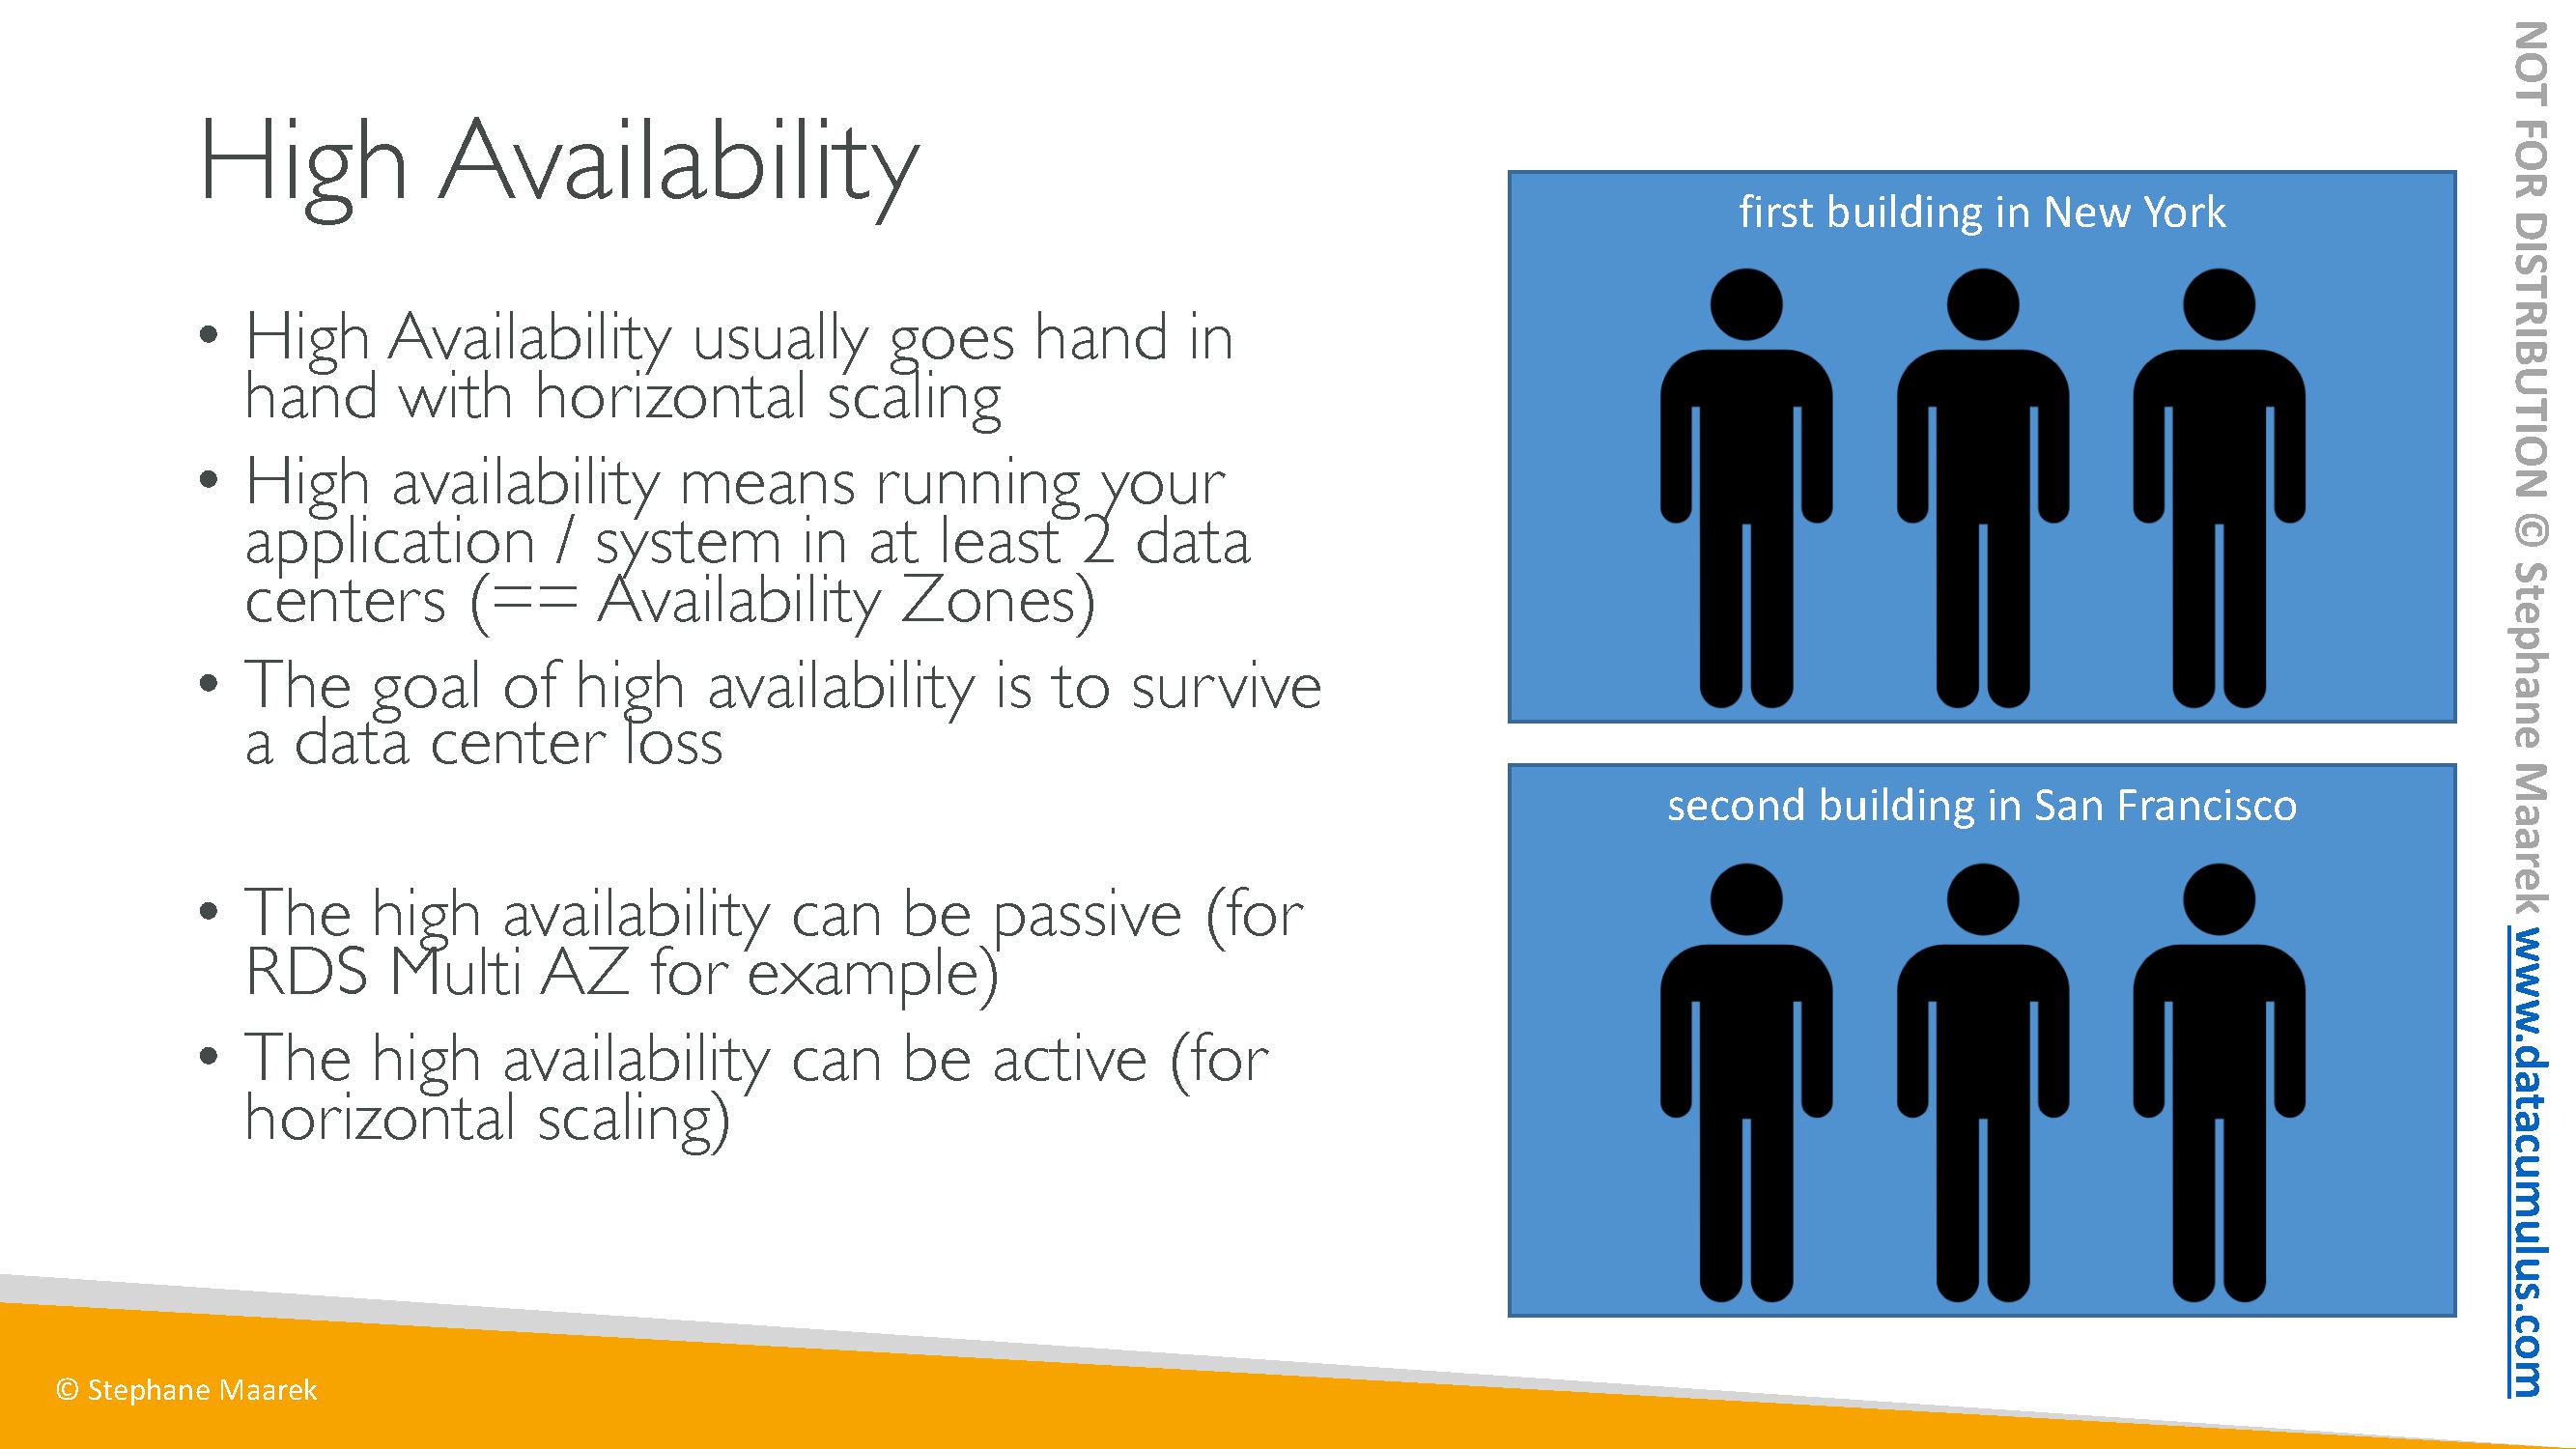 High Availability
• High Availability usually goes hand in
hand with horizontal scaling
• High availability means running your
application / system in at least 2 data
centers (== Availability Zones)
• The goal of high availability is to survive
a data center loss
• The high availability can be passive (for
RDS Multi AZ for example)
• The high availability can be active (for
horizontal scaling)
first building in New York
second building in San Francisco
© Stephane Maarek
NOT FOR DISTRIBUTION © Stephane Maarek www.datacumulus.com